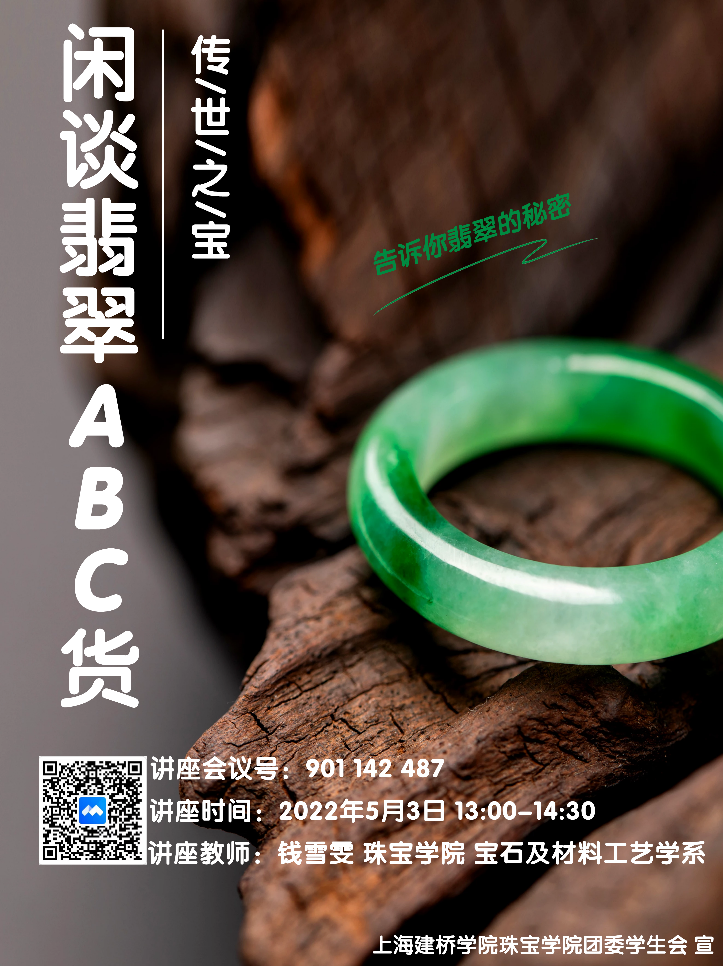 闲谈翡翠ABC货
传世之宝
告诉你翡翠的秘密
讲座会议号：901 142 487
讲座时间：2022年5月3日 13:00-14:30
讲座教师：钱雪雯 珠宝学院 宝石及材料工艺学系
上海建桥学院珠宝学院团委学生会 宣